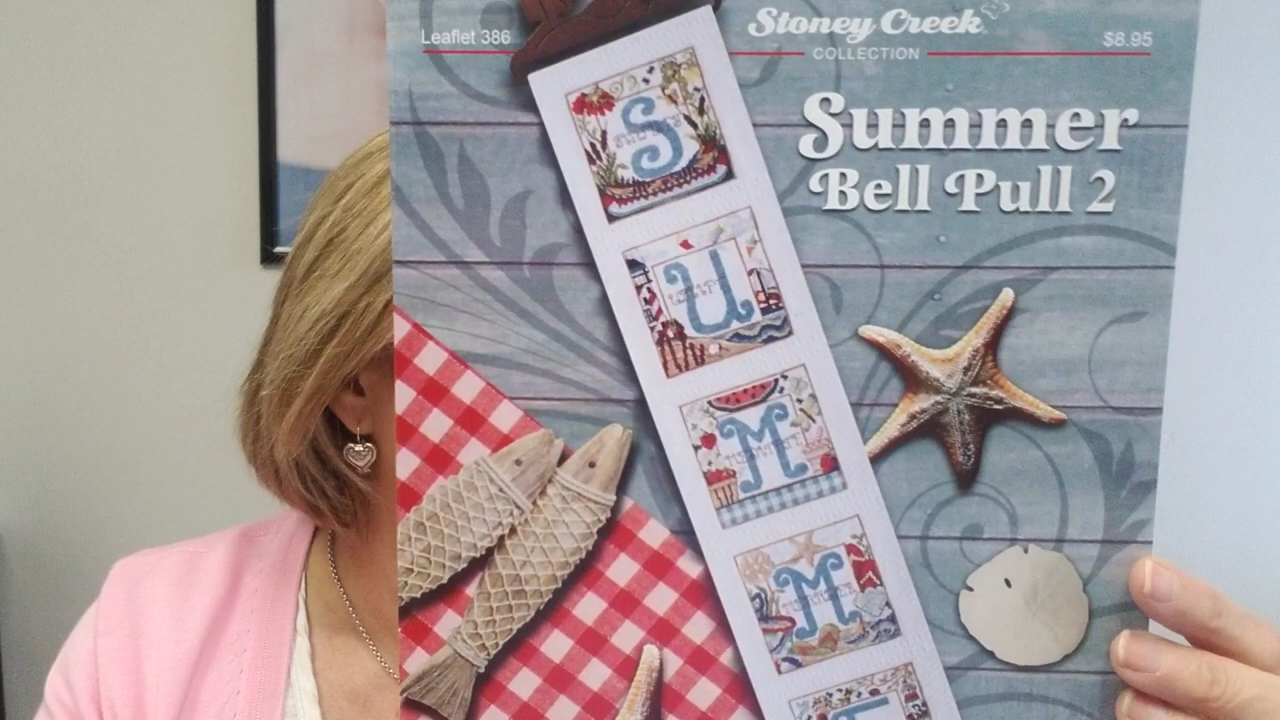 Leaflet 386
Stoney Creek
COLLECTION
$8.95
Summer
Bell Pull 2
S
U
M
M